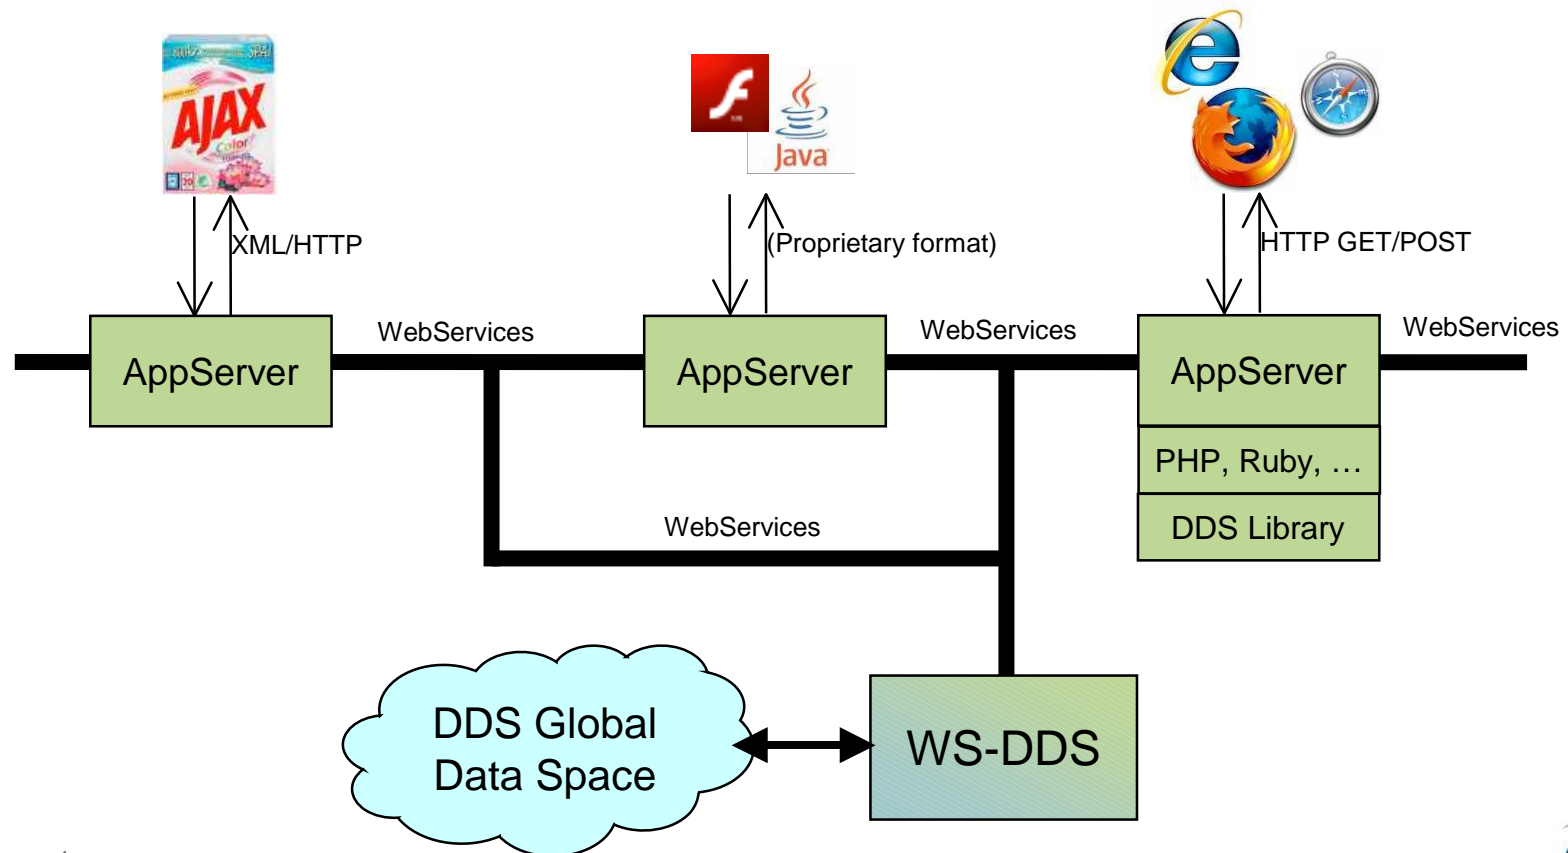 AJAX
Color
Java
XML/HTTP
(Proprietary format)
HTTP GET/POST
WebServices
WebServices
WebServices
AppServer
AppServer
AppServer
PHP, Ruby, …
DDS Library
WebServices
DDS Global
Data Space
WS-DDS